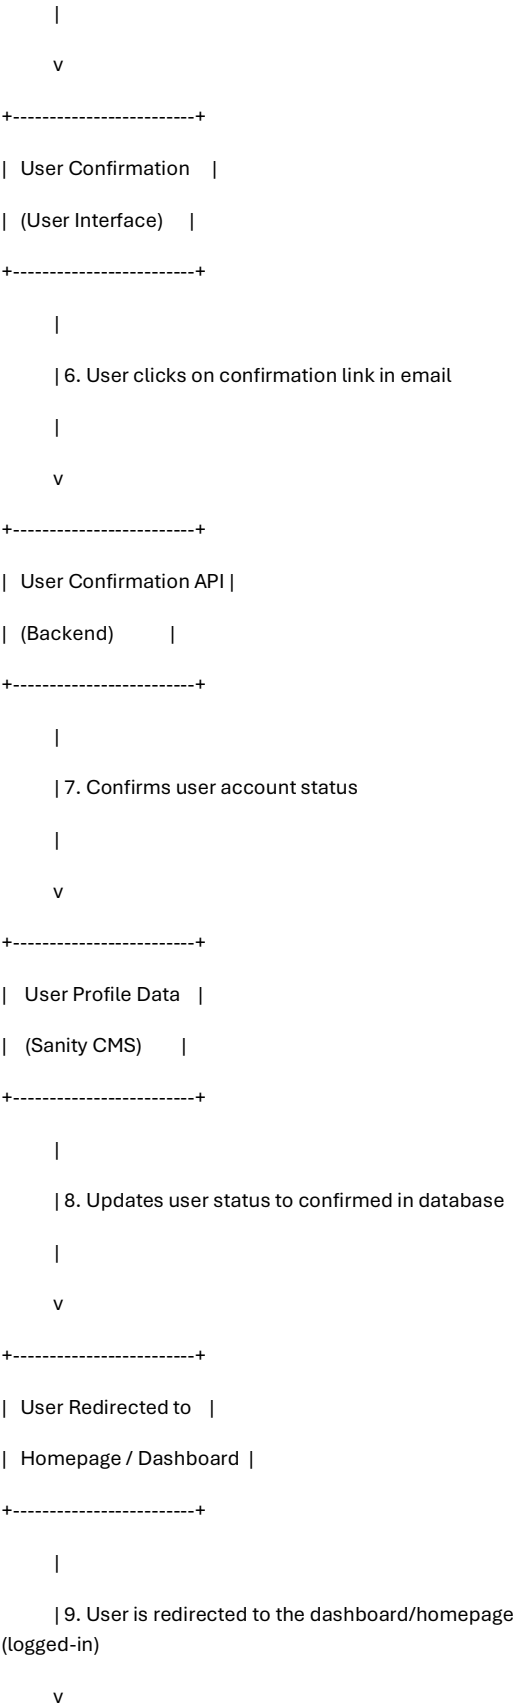 |
v
+-------------------------+
| User Confirmation |
| (User Interface) |
+-------------------------+
|
| 6. User clicks on confirmation link in email
|
v
+-------------------------+
| User Confirmation API |
| (Backend) |
+-------------------------+
|
| 7. Confirms user account status
|
v
+-------------------------+
| User Profile Data |
| (Sanity CMS) |
+-------------------------+
|
| 8. Updates user status to confirmed in database
|
v
+-------------------------+
| User Redirected to |
| Homepage / Dashboard |
+-------------------------+
|
| 9. User is redirected to the dashboard/homepage
(logged-in)
v